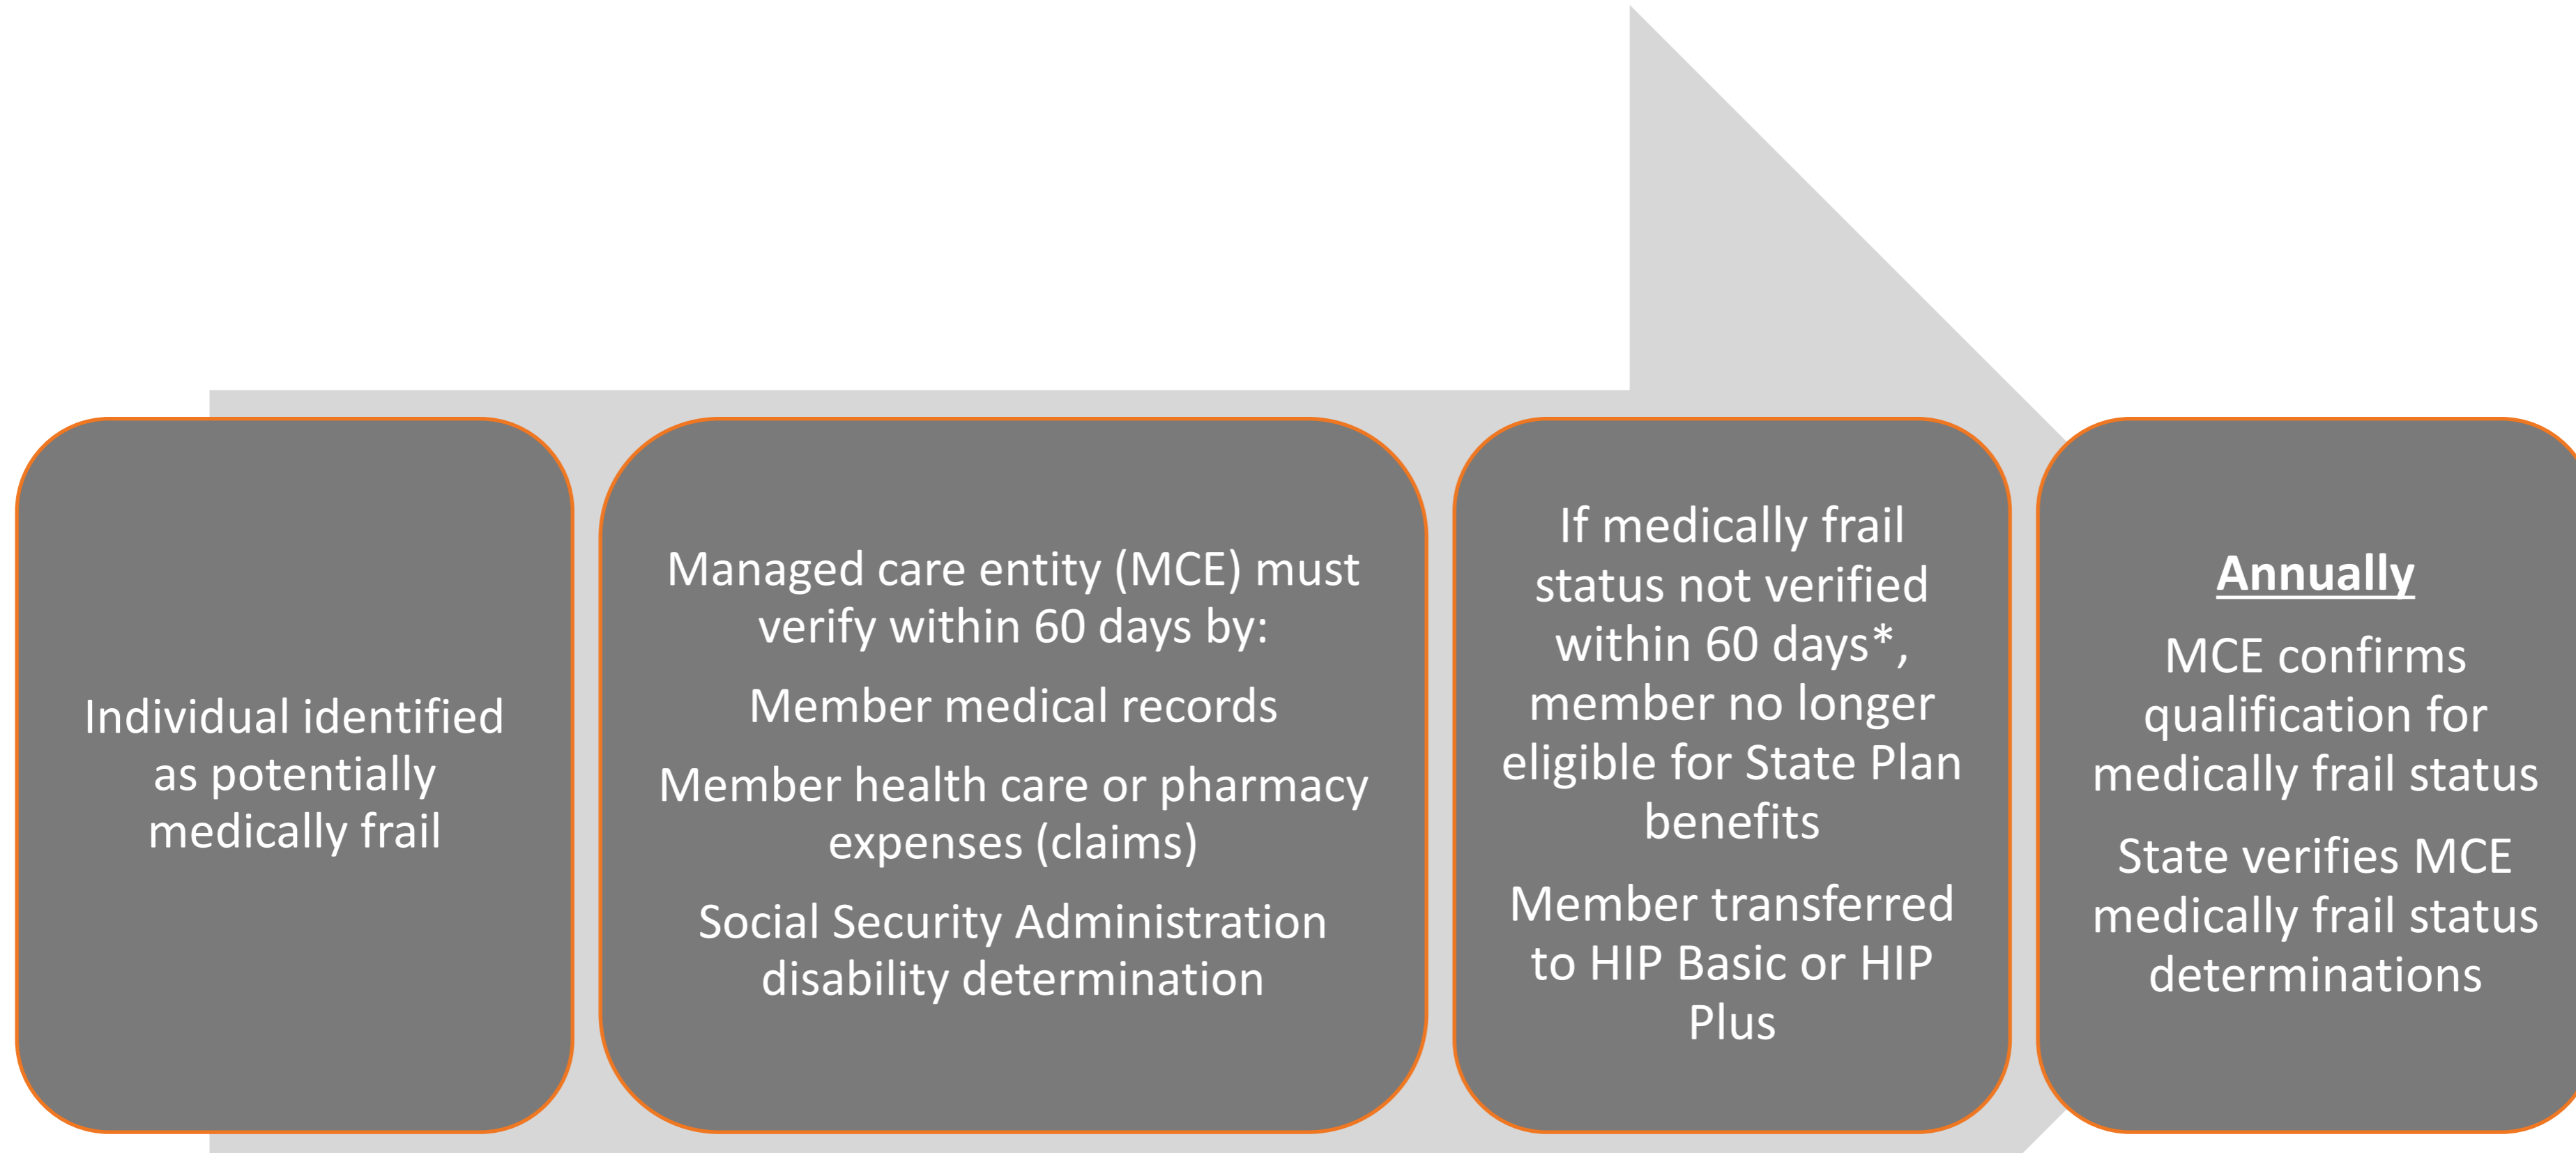 Individual identified
as potentially
medically frail
Managed care entity (MCE) must
verify within 60 days by:
Member medical records
Member health care or pharmacy
expenses (claims)
Social Security Administration
disability determination
If medically frail
status not verified
within 60 days*,
member no longer
eligible for State Plan
benefits
Member transferred
to HIP Basic or HIP
Plus
Annually
MCE confirms
qualification for
medically frail status
State verifies MCE
medically frail status
determinations